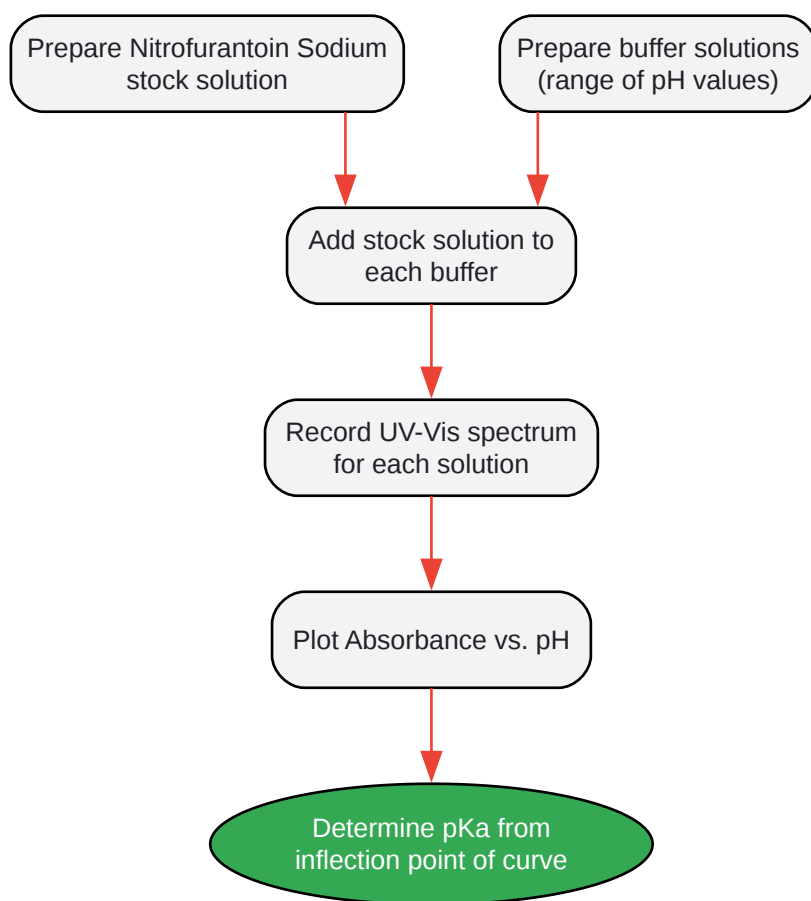 Prepare Nitrofurantoin Sodium
stock solution
Prepare buffer solutions
(range of pH values)
Add stock solution to
each buffer
Record UV-Vis spectrum
for each solution
Plot Absorbance vs. pH
Determine pKa from
inflection point of curve